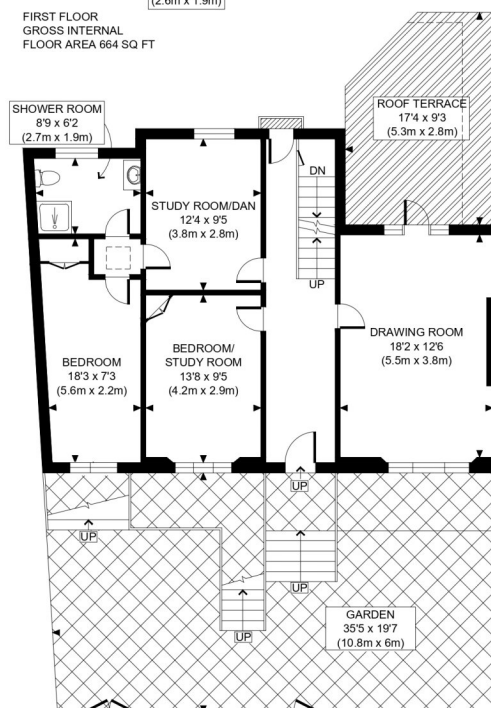 (2.6m x 1.9m)
FIRST FLOOR
GROSS INTERNAL
FLOOR AREA 664 SQ FT
SHOWER ROOM
8'9 x 6'2
(2.7m x 1.9m)
ROOF TERRACE
17'4 x 9'3
(5.3m x 2.8m)
DN
STUDY ROOM/DAN
12'4 x 9'5
(3.8m x 2.8m)
UP
DRAWING ROOM
18'2 x 12'6
(5.5m x 3.8m)
BEDROOM
18'3 x 7'3
(5.6m x 2.2m)
BEDROOM/
STUDY ROOM
13'8 x 9'5
(4.2m x 2.9m)
UP
UP
UP
UP
GARDEN
35'5 x 19'7
(10.8m x 6m)